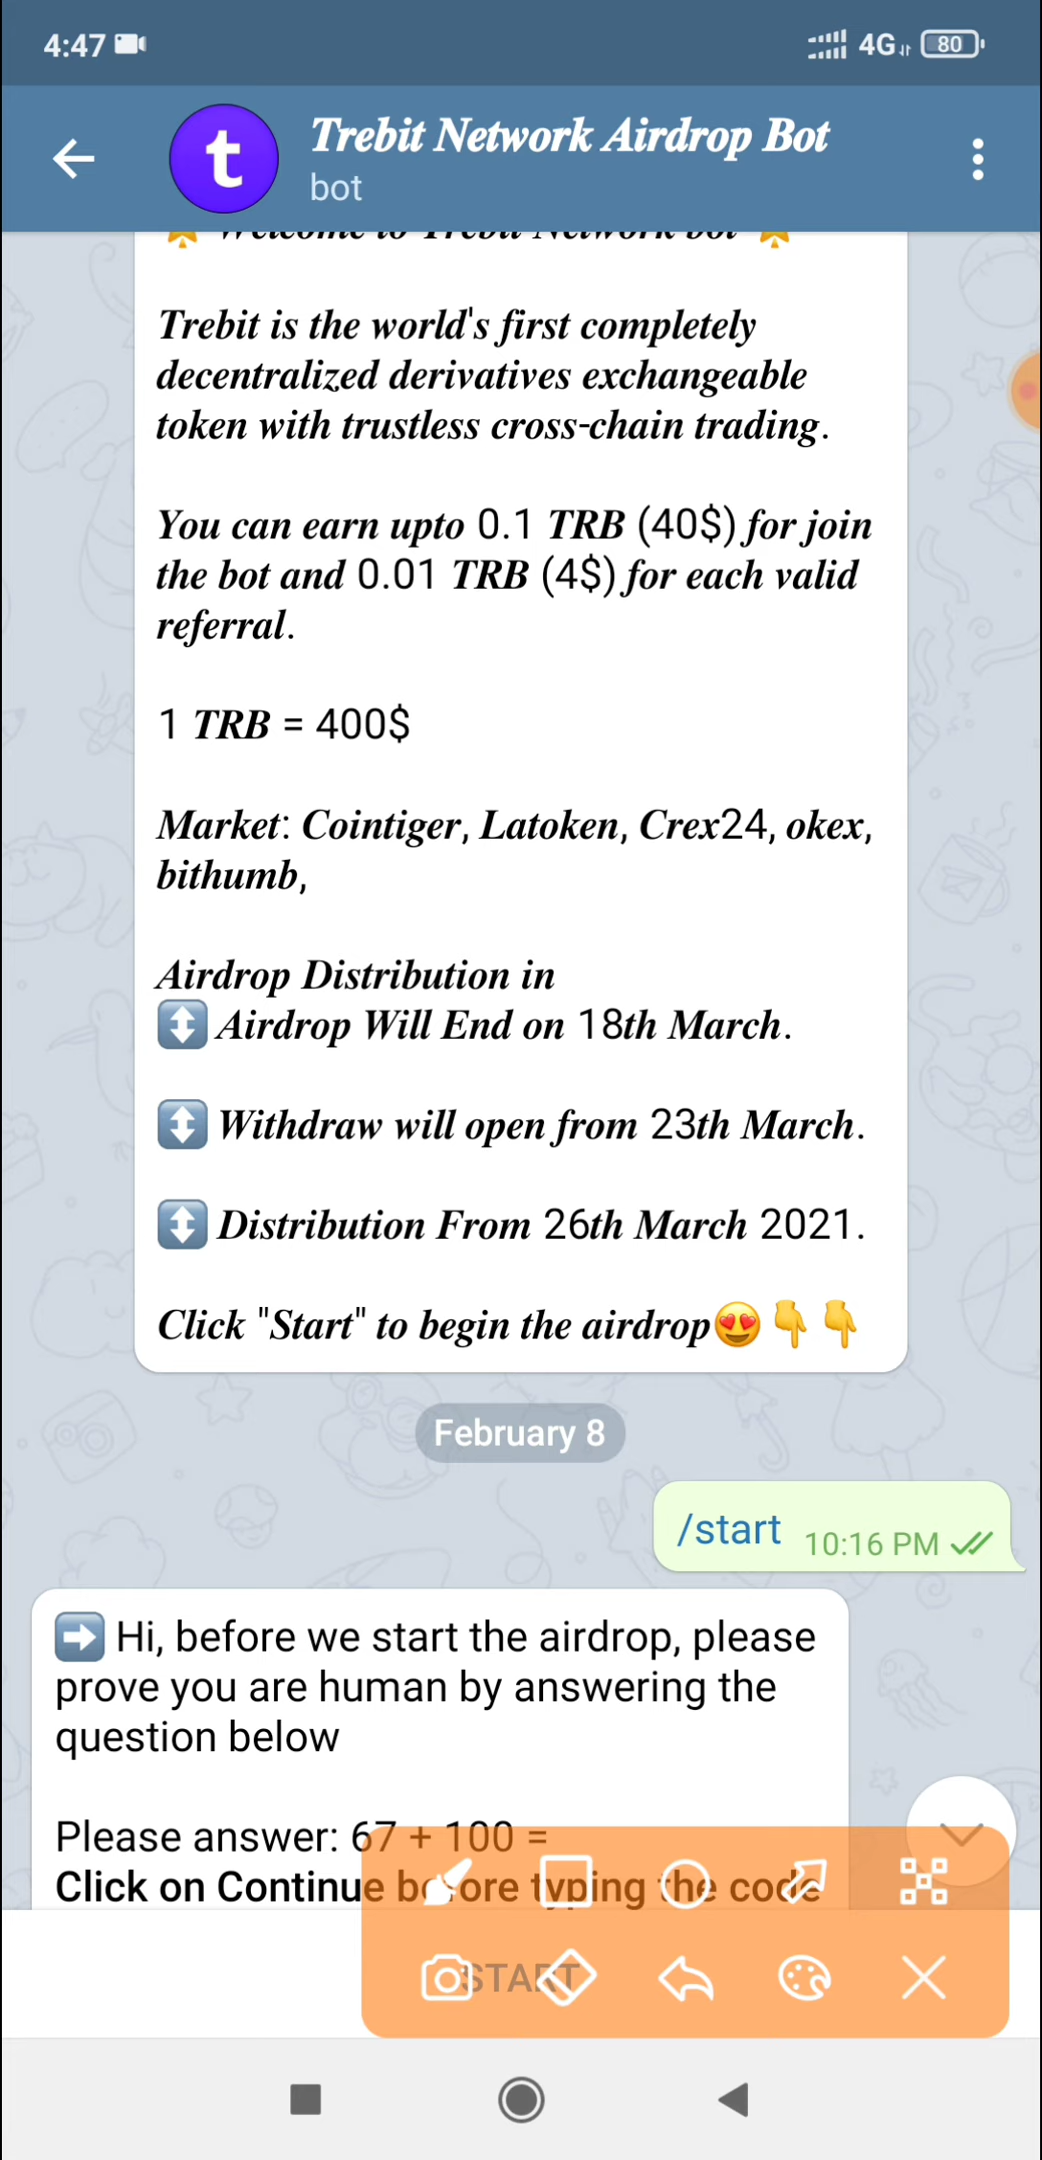 4:47
4G
80
Trebit Network Airdrop Bot
bot
Welcome to Trebit Network bot
Trebit is the world's first completely
decentralized derivatives exchangeable
token with trustless cross-chain trading.
You can earn upto 0.1 TRB (40$) for join
the bot and 0.01 TRB (4$) for each valid
referral.
1 TRB = 400$
Market: Cointiger, Latoken, Crex24, okex,
bithumb,
Airdrop Distribution in
↕️ Airdrop Will End on 18th March.
↕️ Withdraw will open from 23th March.
↕️ Distribution From 26th March 2021.
Click "Start" to begin the airdrop😍👇👇
February 8
/start 10:16 PM
➡️ Hi, before we start the airdrop, please
prove you are human by answering the
question below
Please answer: 67 + 100 =
Click on Continue before typing the code
START